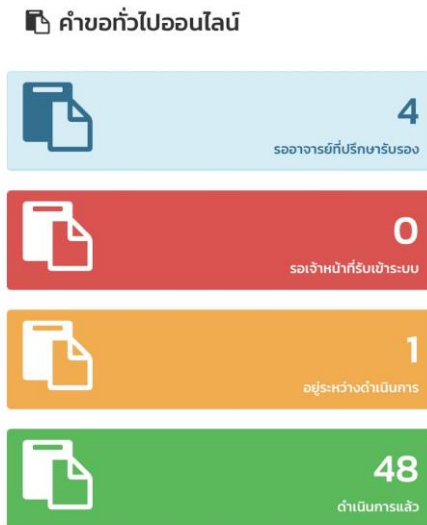 คำขอทั่วไปออนไลน์
4
รออาจารย์ที่ปรึกษารับรอง
0
รอเจ้าหน้าที่รับเข้าระบบ
1
อยู่ระหว่างดำเนินการ
48
ดำเนินการแล้ว